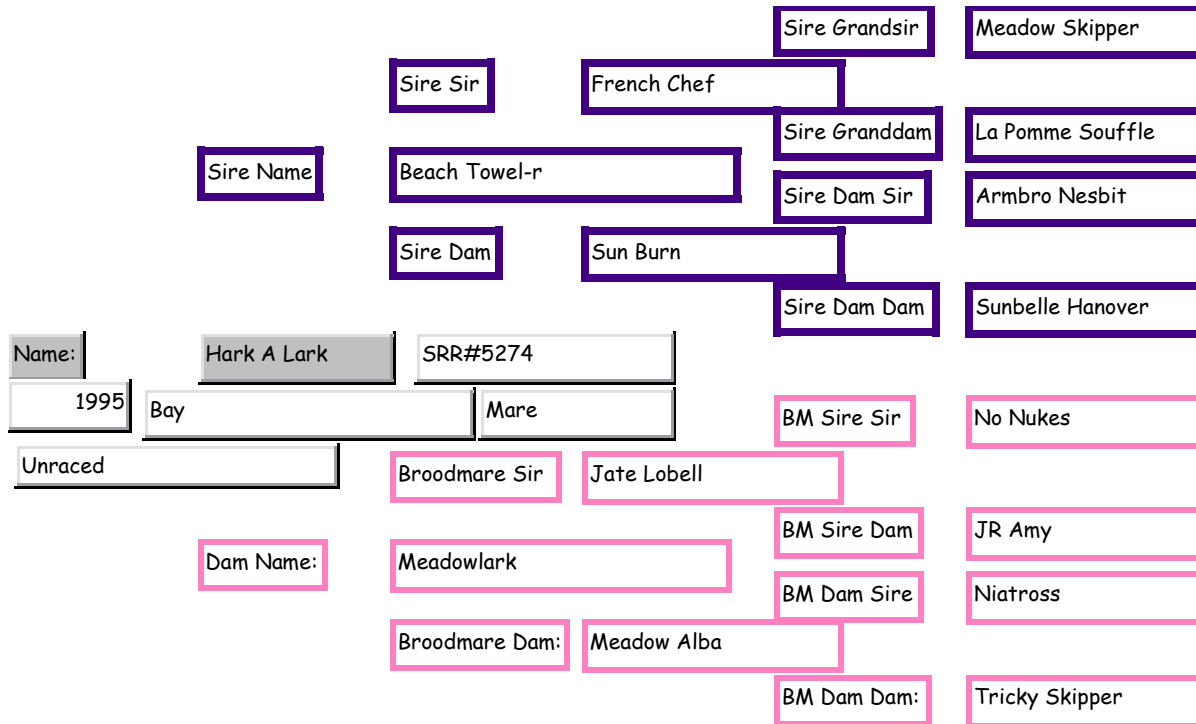 Sire Grandsir Meadow Skipper
Sire Sir French Chef
Sire Granddam La Pomme Souffle
Sire Name Beach Towel-r
Sire Dam Sir Armbro Nesbit
Sire Dam Sun Burn
Sire Dam Dam Sunbelle Hanover
Name: Hark A Lark SRR#5274
1995 Bay Mare
BM Sire Sir No Nukes
Unraced
Broodmare Sir Jate Lobell
BM Sire Dam JR Amy
Dam Name: Meadowlark
BM Dam Sire Niatross
Broodmare Dam: Meadow Alba
BM Dam Dam: Tricky Skipper